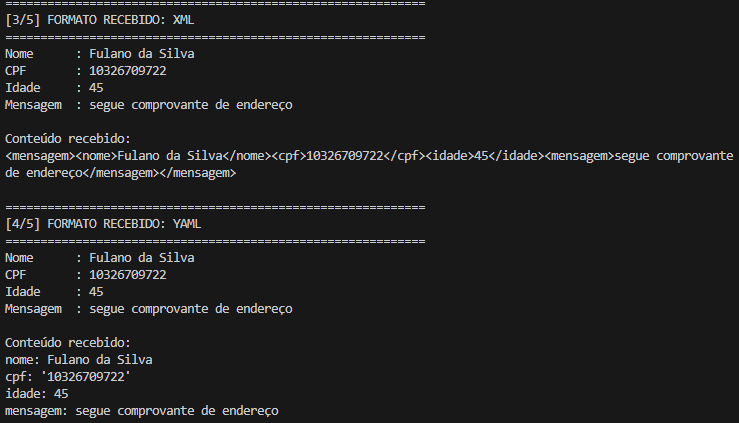 ============================================================
[3/5] FORMATO RECEBIDO: XML
============================================================
Nome      : Fulano da Silva
CPF       : 10326709722
Idade     : 45
Mensagem  : segue comprovante de endereço
Conteúdo recebido:
<mensagem><nome>Fulano da Silva</nome><cpf>10326709722</cpf><idade>45</idade><mensagem>segue comprovante
de endereço</mensagem></mensagem>
============================================================
[4/5] FORMATO RECEBIDO: YAML
============================================================
Nome      : Fulano da Silva
CPF       : 10326709722
Idade     : 45
Mensagem  : segue comprovante de endereço
Conteúdo recebido:
nome: Fulano da Silva
cpf: '10326709722'
idade: 45
mensagem: segue comprovante de endereço